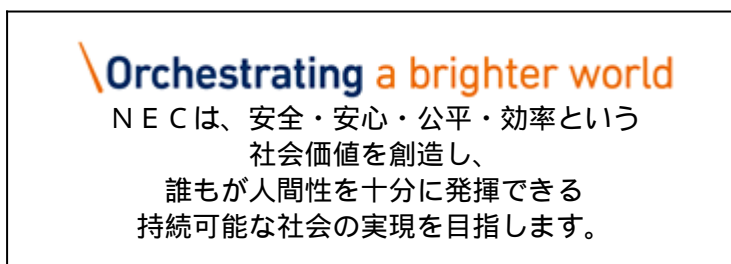 \Orchestrating a brighter world
NECは、安全・安心・公平・効率という
社会価値を創造し、
誰もが人間性を十分に発揮できる
持続可能な社会の実現を目指します。